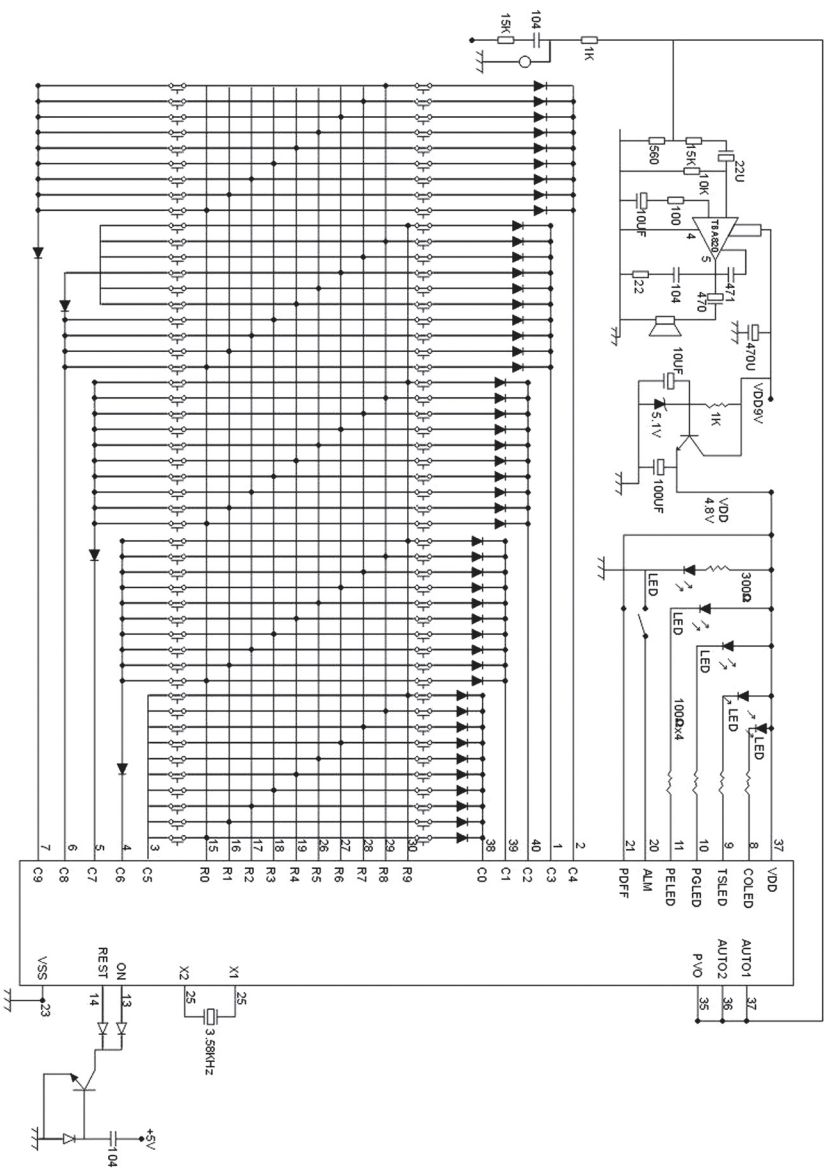 15K
104
1K
560
15K
22U
10K
10UF
100
TBA820
4
5
22
104
471
470
470U
10UF
5.1V
1K
VDD9V
100UF
VDD
4.8V
LED
300Ω
LED
LED
LED
LED
100Ωx4
7
6
5
4
3
15
16
17
18
19
26
27
28
29
30
38
39
40
1
2
21
20
11
10
9
8
37
C9
C8
C7
C6
C5
R0
R1
R2
R3
R4
R5
R6
R7
R8
R9
C0
C1
C2
C3
C4
PDFF
ALM
PELED
PGLED
TSLED
COLED
VDD
VSS
REST
ON
X2
X1
PVO
AUTO2
AUTO1
23
14
13
25
25
35
36
37
3.58KHz
+5V
104